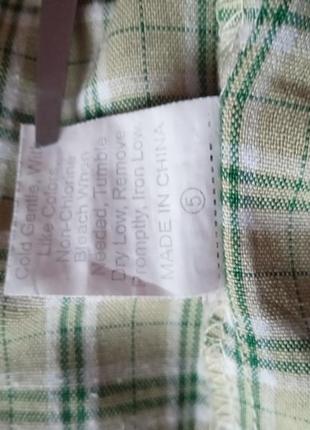 Cold Gentle, With
Like Colors,
Non-Chlorine
Bleach When
Needed, Tumble
Dry Low, Remove
Promptly, Iron Low.
MADE IN CHINA
5